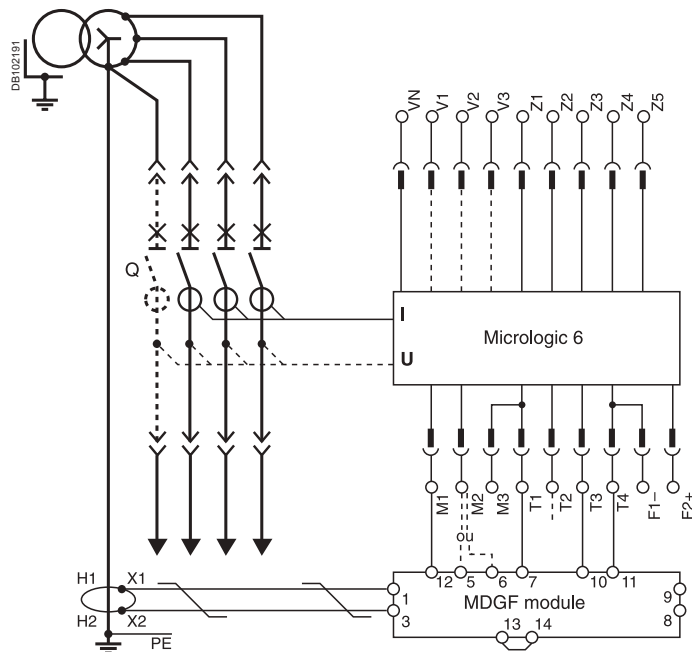 DB102191
VN V1 V2 V3 Z1 Z2 Z3 Z4 Z5
Q
I
U
Micrologic 6
M1 M2 M3 T1 T2 T3 T4 F1– F2+
ou
H1 X1
H2 X2
PE
12 5 6 7 10 11
1
3
MDGF module
9
8
13 14